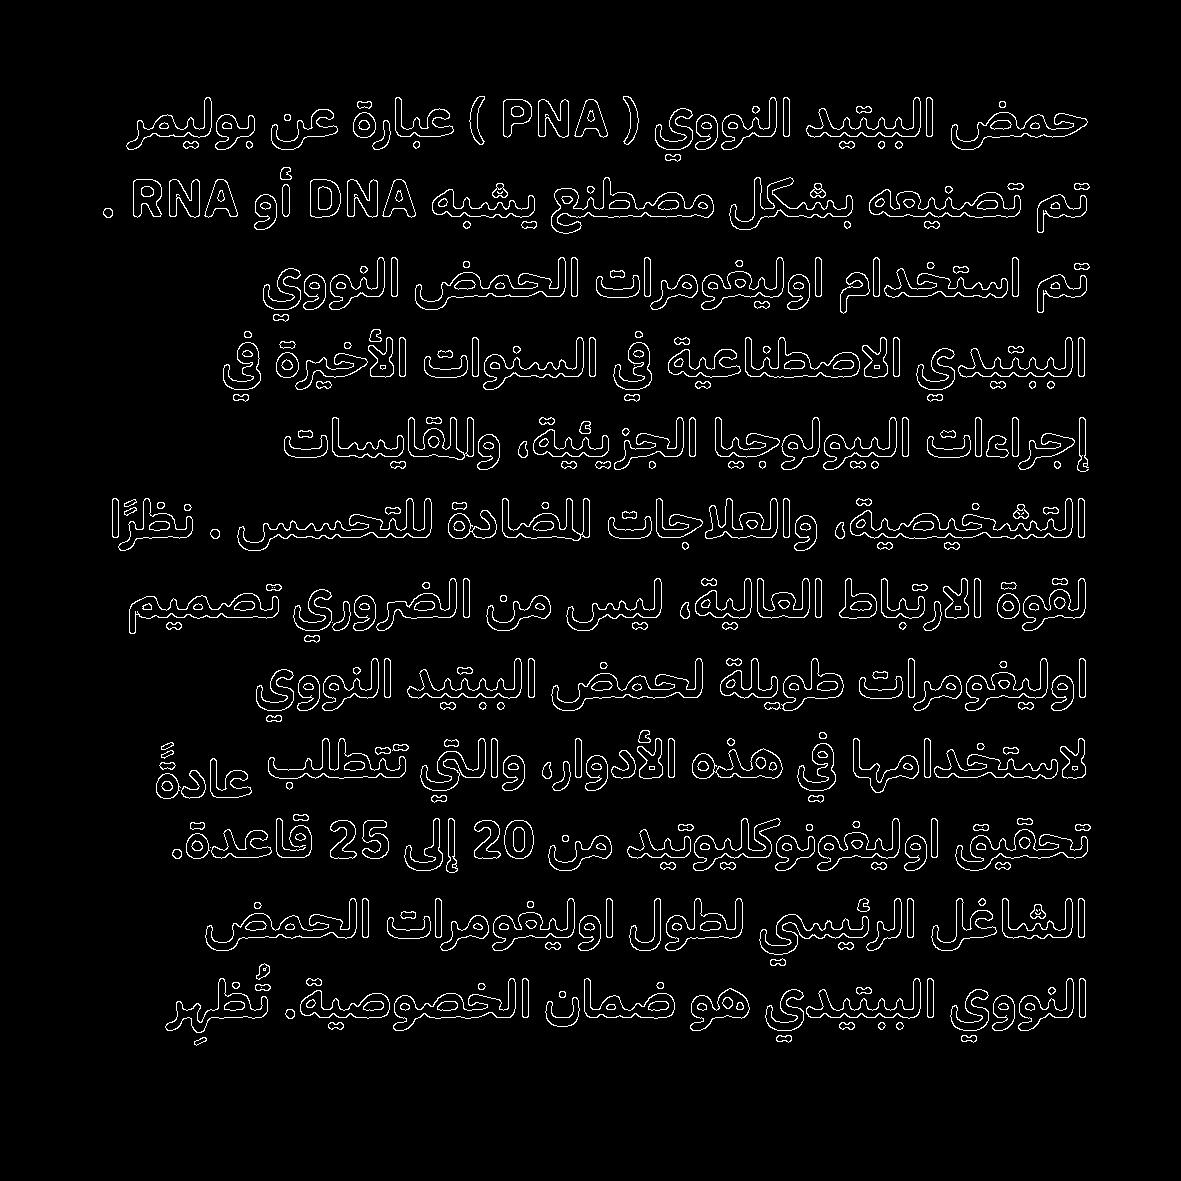 حمض الببتيد النووي ( PNA ) عبارة عن بوليمر
تم تصنيعه بشكل مصطنع يشبه DNA أو RNA .
تم استخدام اوليغومرات الحمض النووي
الببتيدي الاصطناعية في السنوات الأخيرة في
إجراءات البيولوجيا الجزيئية، والمقايسات
التشخيصية، والعلاجات المضادة للتحسس . نظرًا
لقوة الارتباط العالية، ليس من الضروري تصميم
اوليغومرات طويلة لحمض الببتيد النووي
لاستخدامها في هذه الأدوار، والتي تتطلب عادةً
تحقيق اوليغونوكليوتيد من 20 إلى 25 قاعدة.
الشاغل الرئيسي لطول اوليغومرات الحمض
النووي الببتيدي هو ضمان الخصوصية. تُظهِر